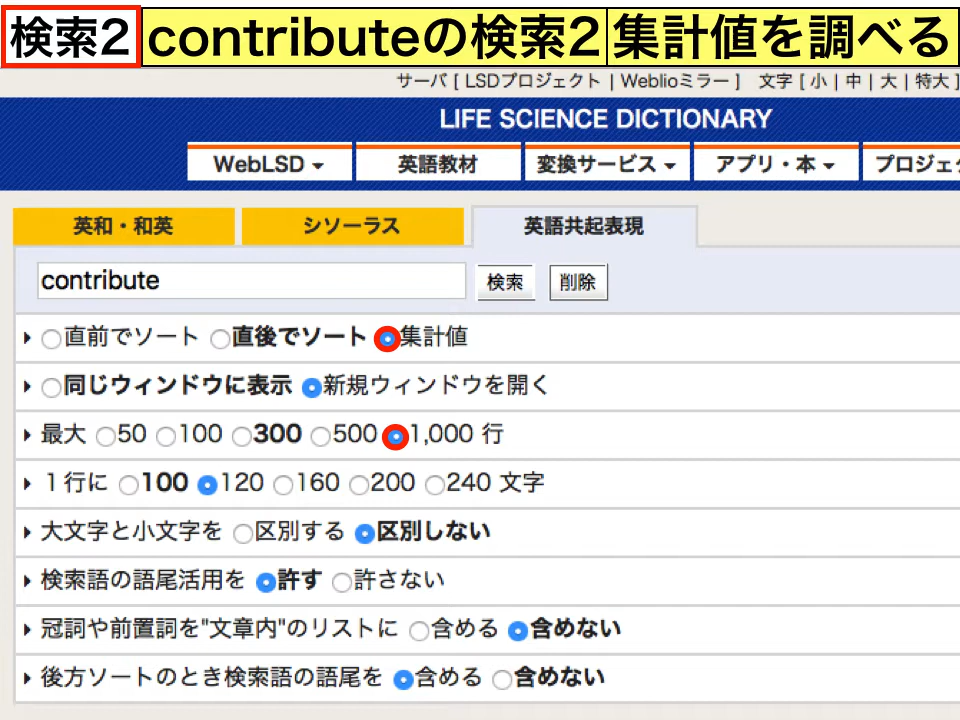 検索2 contributeの検索2 集計値を調べる
サーバ [ LSDプロジェクト | Weblioミラー ] 文字 [ 小 | 中 | 大 | 特大 ]
LIFE SCIENCE DICTIONARY
WebLSD 英語教材 変換サービス アプリ・本 プロジェク
英和・和英 シソーラス 英語共起表現
contribute 検索 削除
直前でソート 直後でソート 集計値
同じウィンドウに表示 新規ウィンドウを開く
最大 50 100 300 500 1,000 行
1行に 100 120 160 200 240 文字
大文字と小文字を 区別する 区別しない
検索語の語尾活用を 許す 許さない
冠詞や前置詞を"文章内"のリストに 含める 含めない
後方ソートのとき検索語の語尾を 含める 含めない